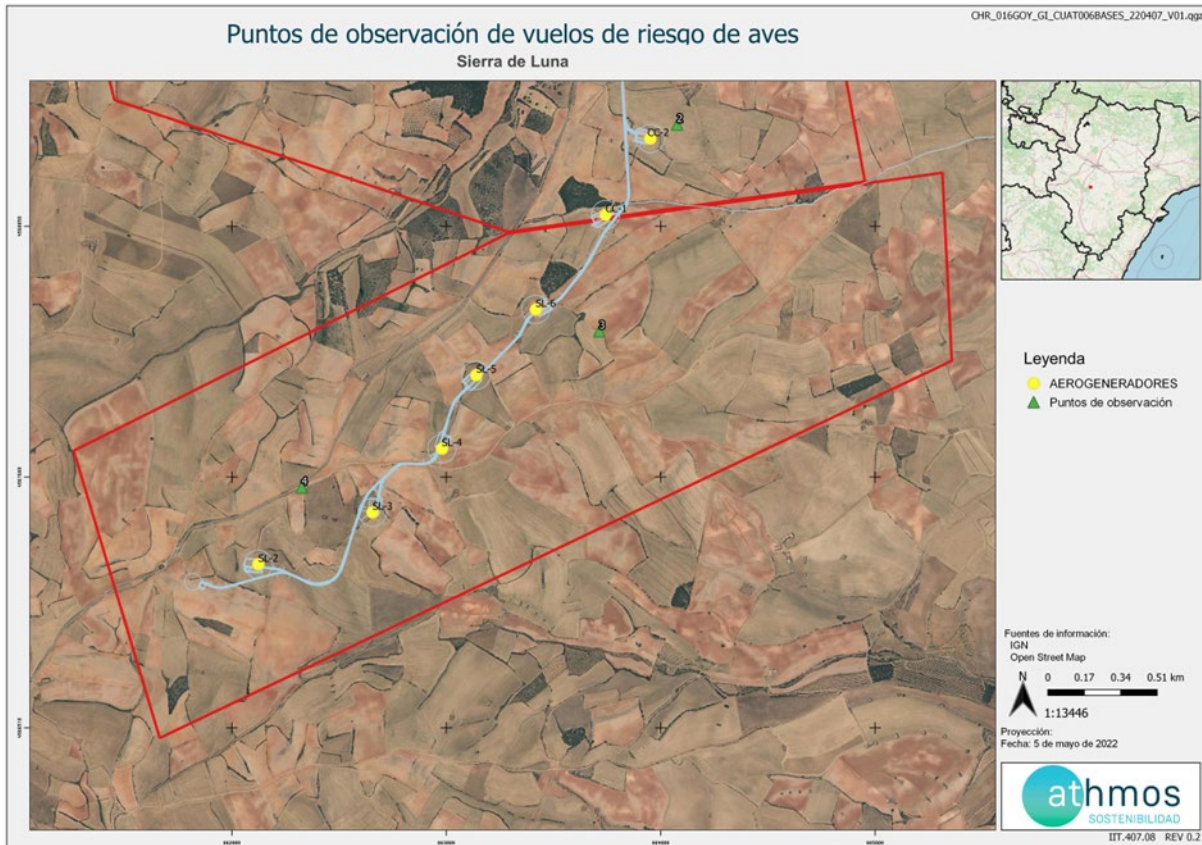 CHR_016GOY_GI_CUAT006BASES_220407_V01.qgz
Puntos de observación de vuelos de riesgo de aves
Sierra de Luna
2
CC-2
CC-1
SL-6
3
SL-5
SL-4
4
SL-3
SL-2
Leyenda
AEROGENERADORES
Puntos de observación
Fuentes de información:
IGN
Open Street Map
N
0 0.17 0.34 0.51 km
1:13446
Proyección:
Fecha: 5 de mayo de 2022
athmos
SOSTENIBILIDAD
IIT.407.08 REV 0.2